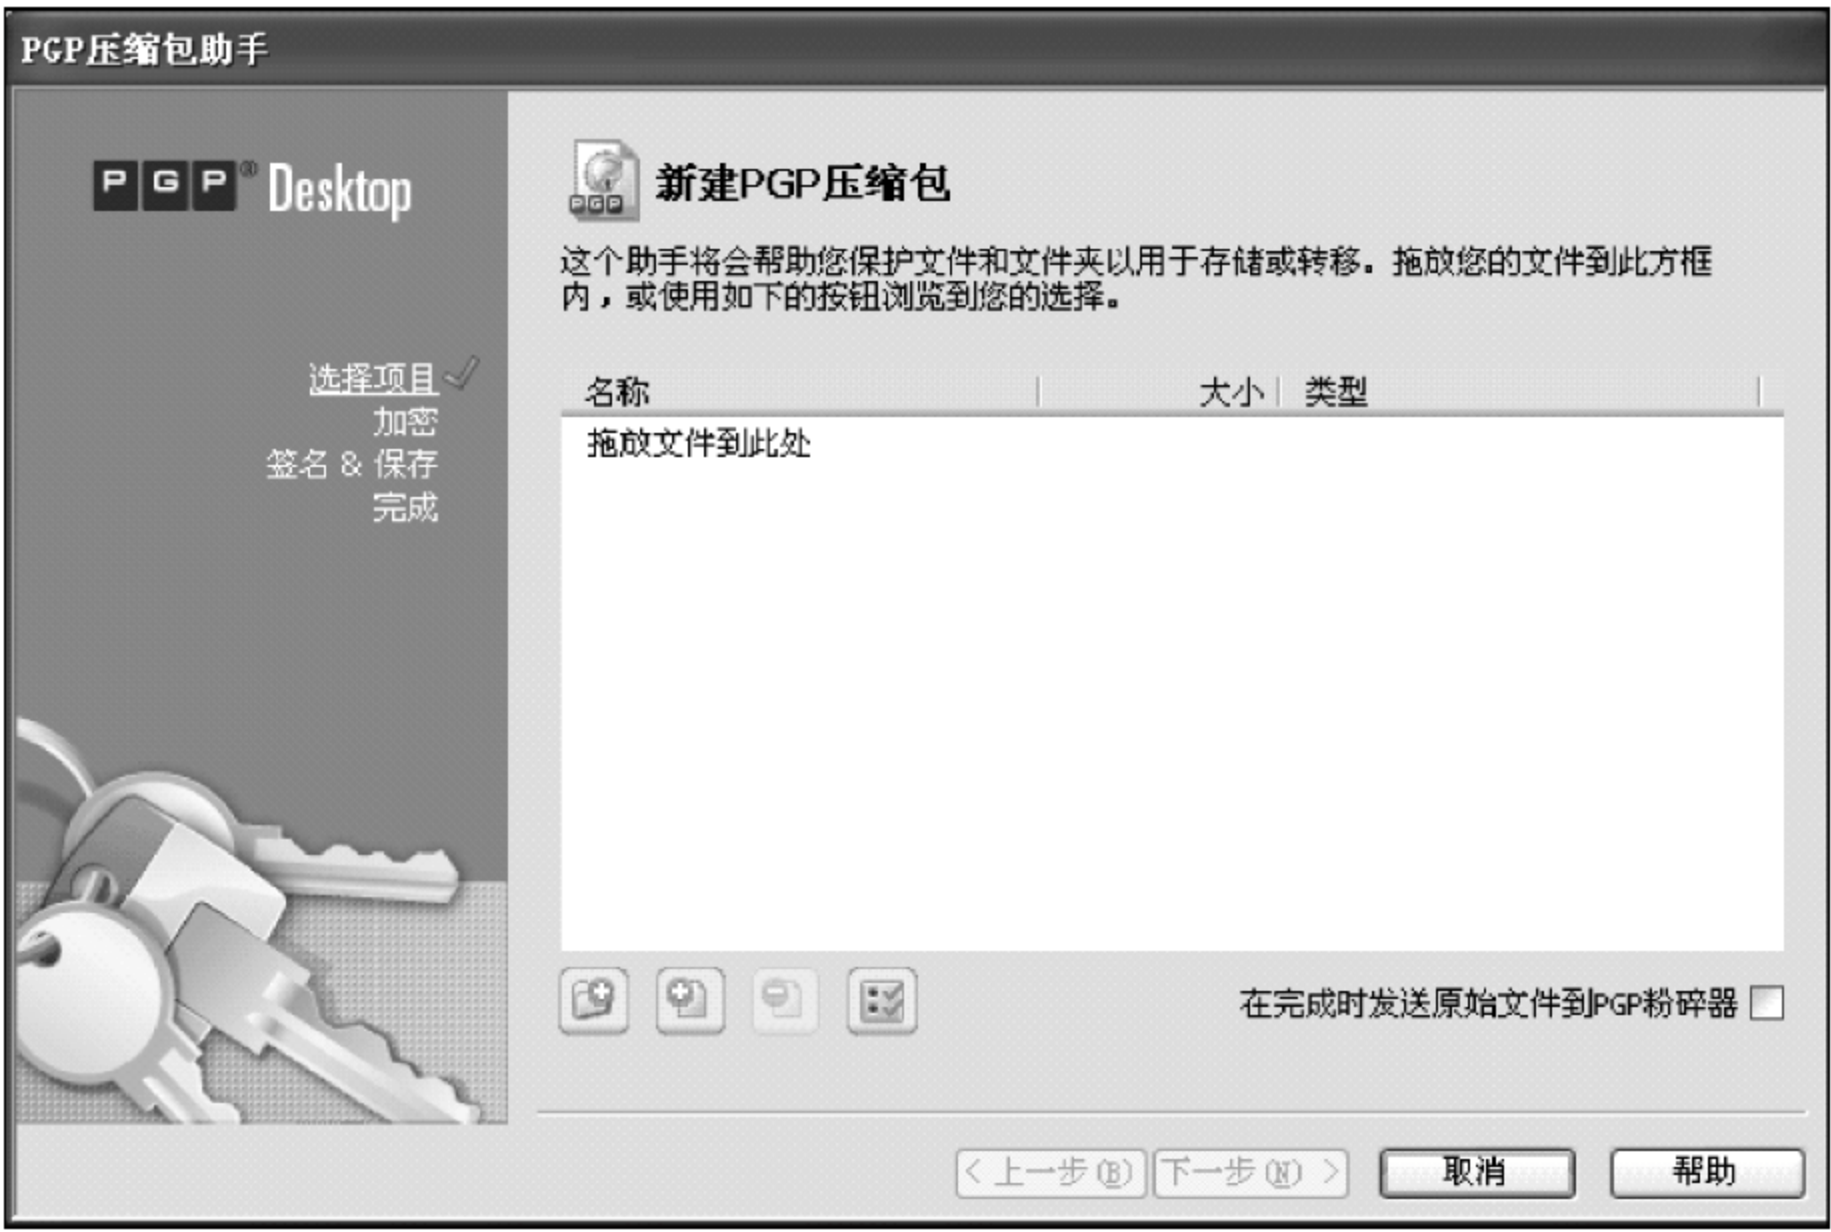 PGP压缩包助手
PGP® Desktop
选择项目
加密
签名 & 保存
完成
新建PGP压缩包
这个助手将会帮助您保护文件和文件夹以用于存储或转移。拖放您的文件到此方框
内，或使用如下的按钮浏览到您的选择。
名称 大小 类型
拖放文件到此处
在完成时发送原始文件到PGP粉碎器
< 上一步(B) 下一步(N) > 取消 帮助